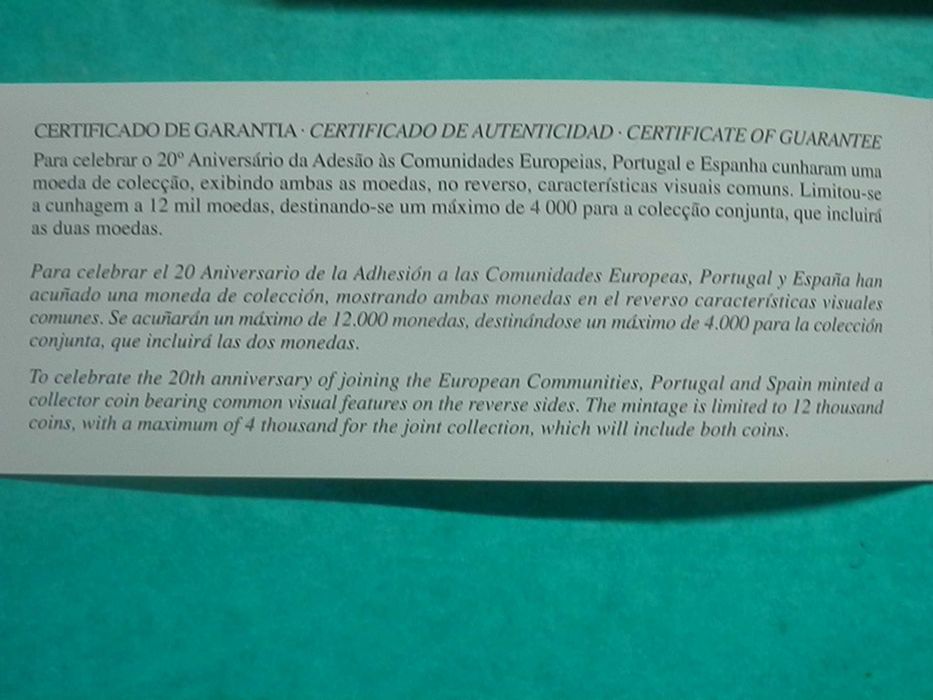 CERTIFICADO DE GARANTIA · CERTIFICADO DE AUTENTICIDAD · CERTIFICATE OF GUARANTEE
Para celebrar o 20º Aniversário da Adesão às Comunidades Europeias, Portugal e Espanha cunharam uma
moeda de colecção, exibindo ambas as moedas, no reverso, características visuais comuns. Limitou-se
a cunhagem a 12 mil moedas, destinando-se um máximo de 4 000 para a colecção conjunta, que incluirá
as duas moedas.
Para celebrar el 20 Aniversario de la Adhesión a las Comunidades Europeas, Portugal y España han
acuñado una moneda de colección, mostrando ambas monedas en el reverso características visuales
comunes. Se acuñarán un máximo de 12.000 monedas, destinándose un máximo de 4.000 para la colección
conjunta, que incluirá las dos monedas.
To celebrate the 20th anniversary of joining the European Communities, Portugal and Spain minted a
collector coin bearing common visual features on the reverse sides. The mintage is limited to 12 thousand
coins, with a maximum of 4 thousand for the joint collection, which will include both coins.